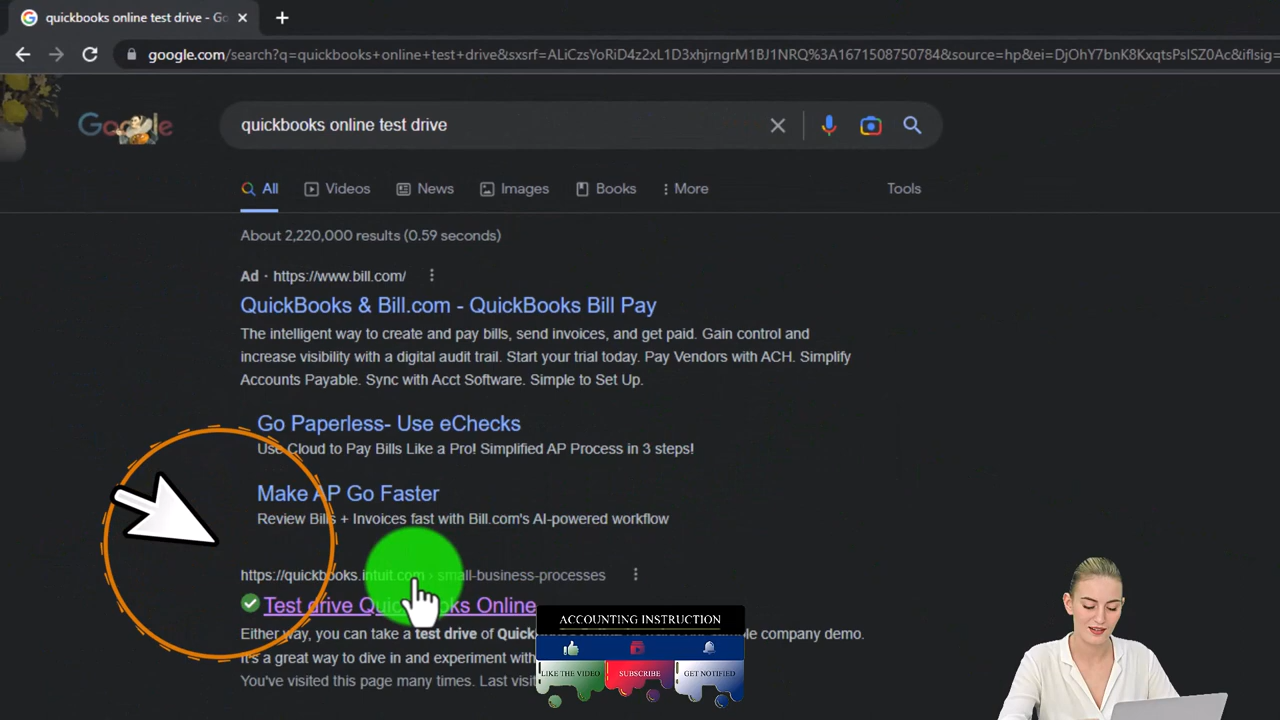 quickbooks online test drive - Go
google.com/search?q=quickbooks+online+test+drive&sxsrf=ALiCzsYoRiD4z2xL1D3xhjrngrM1BJ1NRQ%3A1671508750784&source=hp&ei=DjOhY7bnK8KxqtsPslSZ0Ac&iflsig=
Google
quickbooks online test drive
All Videos News Images Books More Tools
About 2,220,000 results (0.59 seconds)
Ad · https://www.bill.com/
QuickBooks & Bill.com - QuickBooks Bill Pay
The intelligent way to create and pay bills, send invoices, and get paid. Gain control and
increase visibility with a digital audit trail. Start your trial today. Pay Vendors with ACH. Simplify
Accounts Payable. Sync with Acct Software. Simple to Set Up.
Go Paperless- Use eChecks
Use Cloud to Pay Bills Like a Pro! Simplified AP Process in 3 steps!
Make AP Go Faster
Review Bills + Invoices fast with Bill.com's AI-powered workflow
https://quickbooks.intuit.com › small-business-processes
Test drive QuickBooks Online
Either way, you can take a test drive of company demo.
It's a great way to dive in and experiment with
You've visited this page many times. Last
ACCOUNTING INSTRUCTION
LIKE THE VIDEO SUBSCRIBE GET NOTIFIED